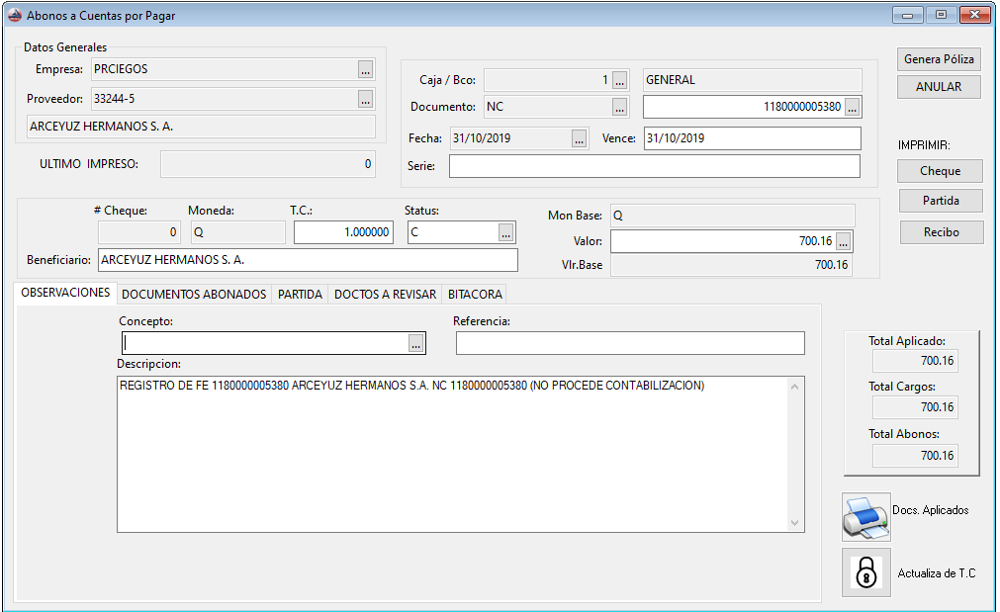 Abonos a Cuentas por Pagar
Datos Generales
Empresa: PRCIEGOS ...
Proveedor: 33244-5 ...
ARCEYUZ HERMANOS S. A.
ULTIMO IMPRESO: 0
Caja / Bco: 1 ... GENERAL
Documento: NC ... 1180000005380 ...
Fecha: 31/10/2019 ... Vence: 31/10/2019
Serie:
Genera Póliza
ANULAR
IMPRIMIR:
Cheque
Partida
Recibo
# Cheque: Moneda: T.C.: Status:
0 Q 1.000000 C ...
Beneficiario: ARCEYUZ HERMANOS S. A.
Mon Base: Q
Valor: 700.16 ...
Vlr.Base 700.16
OBSERVACIONES DOCUMENTOS ABONADOS PARTIDA DOCTOS A REVISAR BITACORA
Concepto: Referencia:
...
Descripcion:
REGISTRO DE FE 1180000005380 ARCEYUZ HERMANOS S.A. NC 1180000005380 (NO PROCEDE CONTABILIZACION)
Total Aplicado:
700.16
Total Cargos:
700.16
Total Abonos:
700.16
Docs. Aplicados
Actualiza de T.C